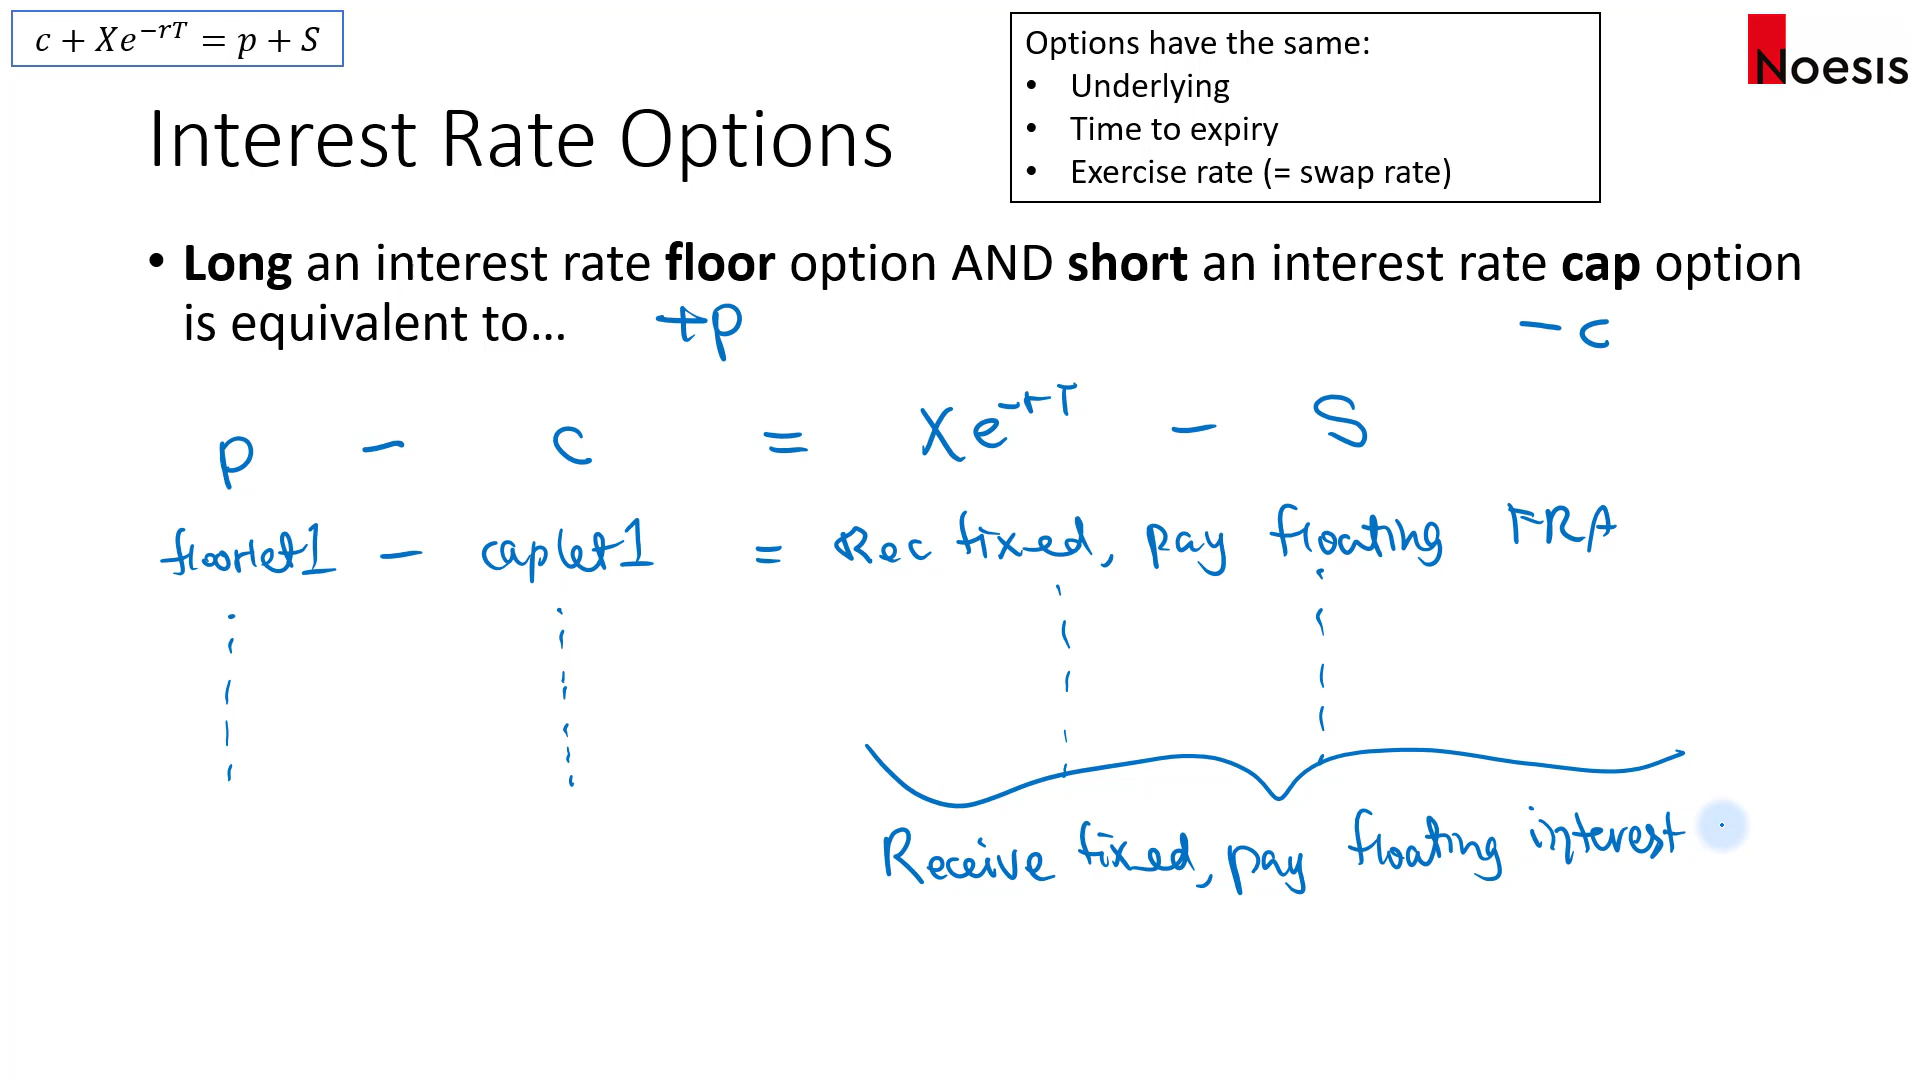 c + Xe^{-rT} = p + S
Options have the same:
• Underlying
• Time to expiry
• Exercise rate (= swap rate)
Noesis
Interest Rate Options
• Long an interest rate floor option AND short an interest rate cap option
is equivalent to...
+p
- c
p - c = Xe^{-rT} - S
floorlet1 - caplet1 = Rec fixed, pay floating FRA
Receive fixed, pay floating interest